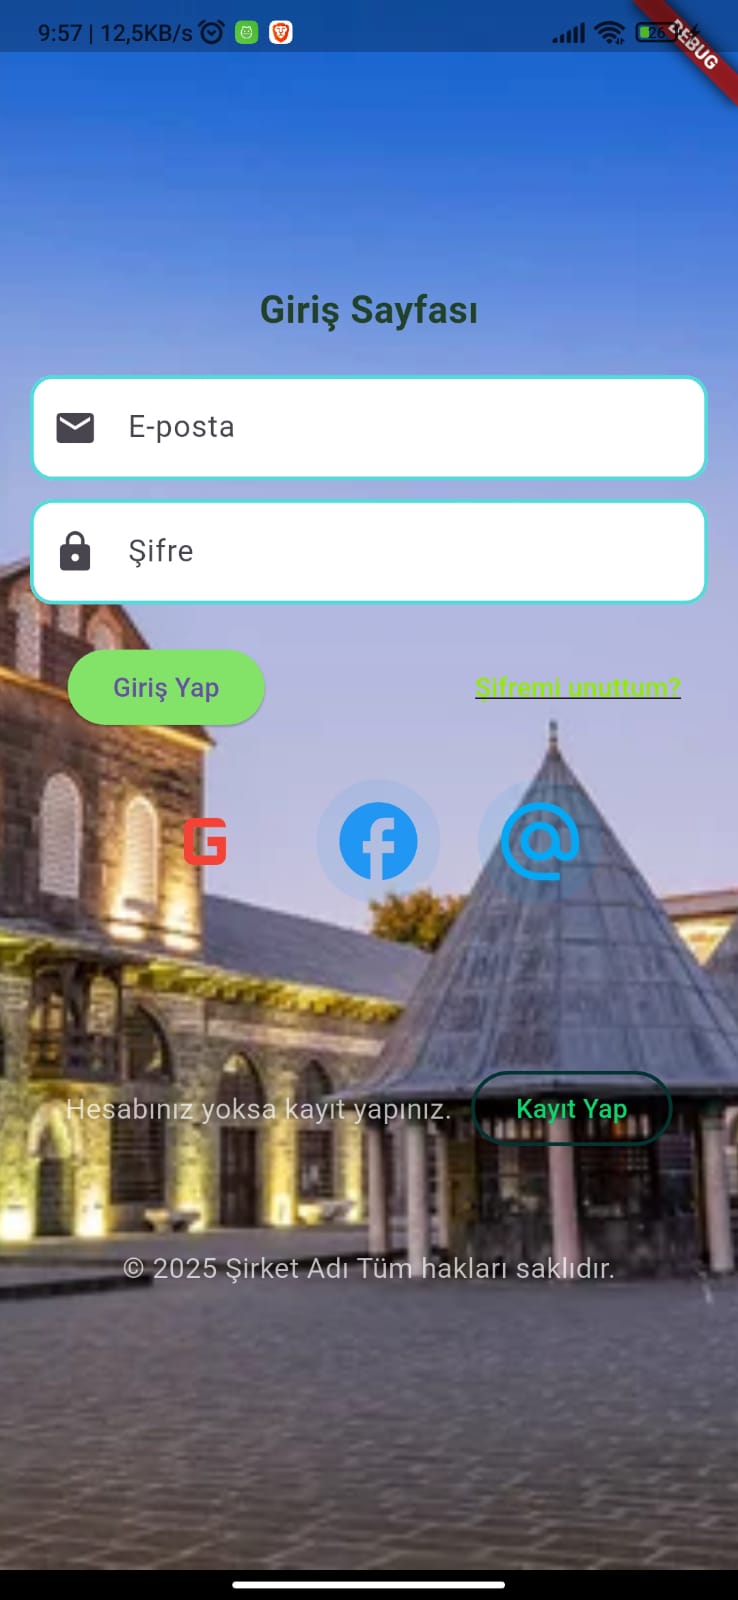 9:57 | 12,5KB/s
26
DEBUG
Giriş Sayfası
E-posta
Şifre
Giriş Yap
Şifremi unuttum?
G
Hesabınız yoksa kayıt yapınız.
Kayıt Yap
© 2025 Şirket Adı Tüm hakları saklıdır.